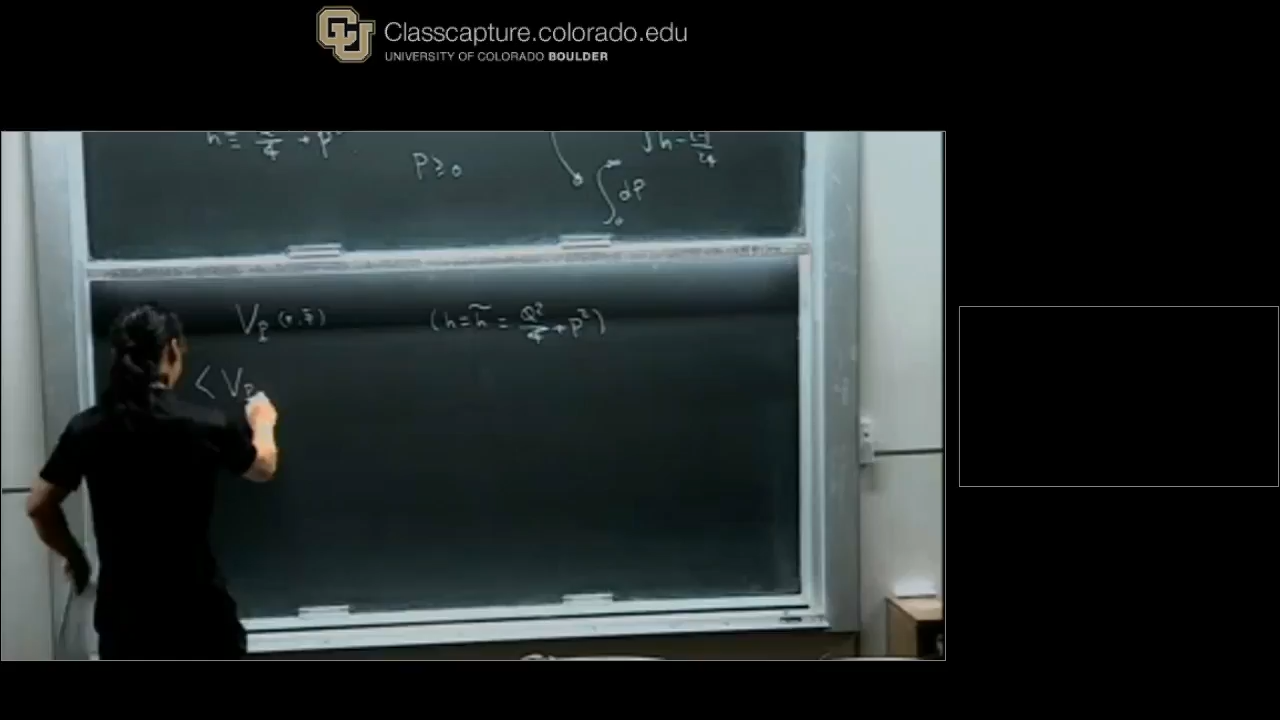 Classcapture.colorado.edu
UNIVERSITY OF COLORADO BOULDER
+ P
P ≥ 0
√h -
∫ dP
V_P (z, z̄) (h = h̃ = Q²/4 + P²)
< V_P